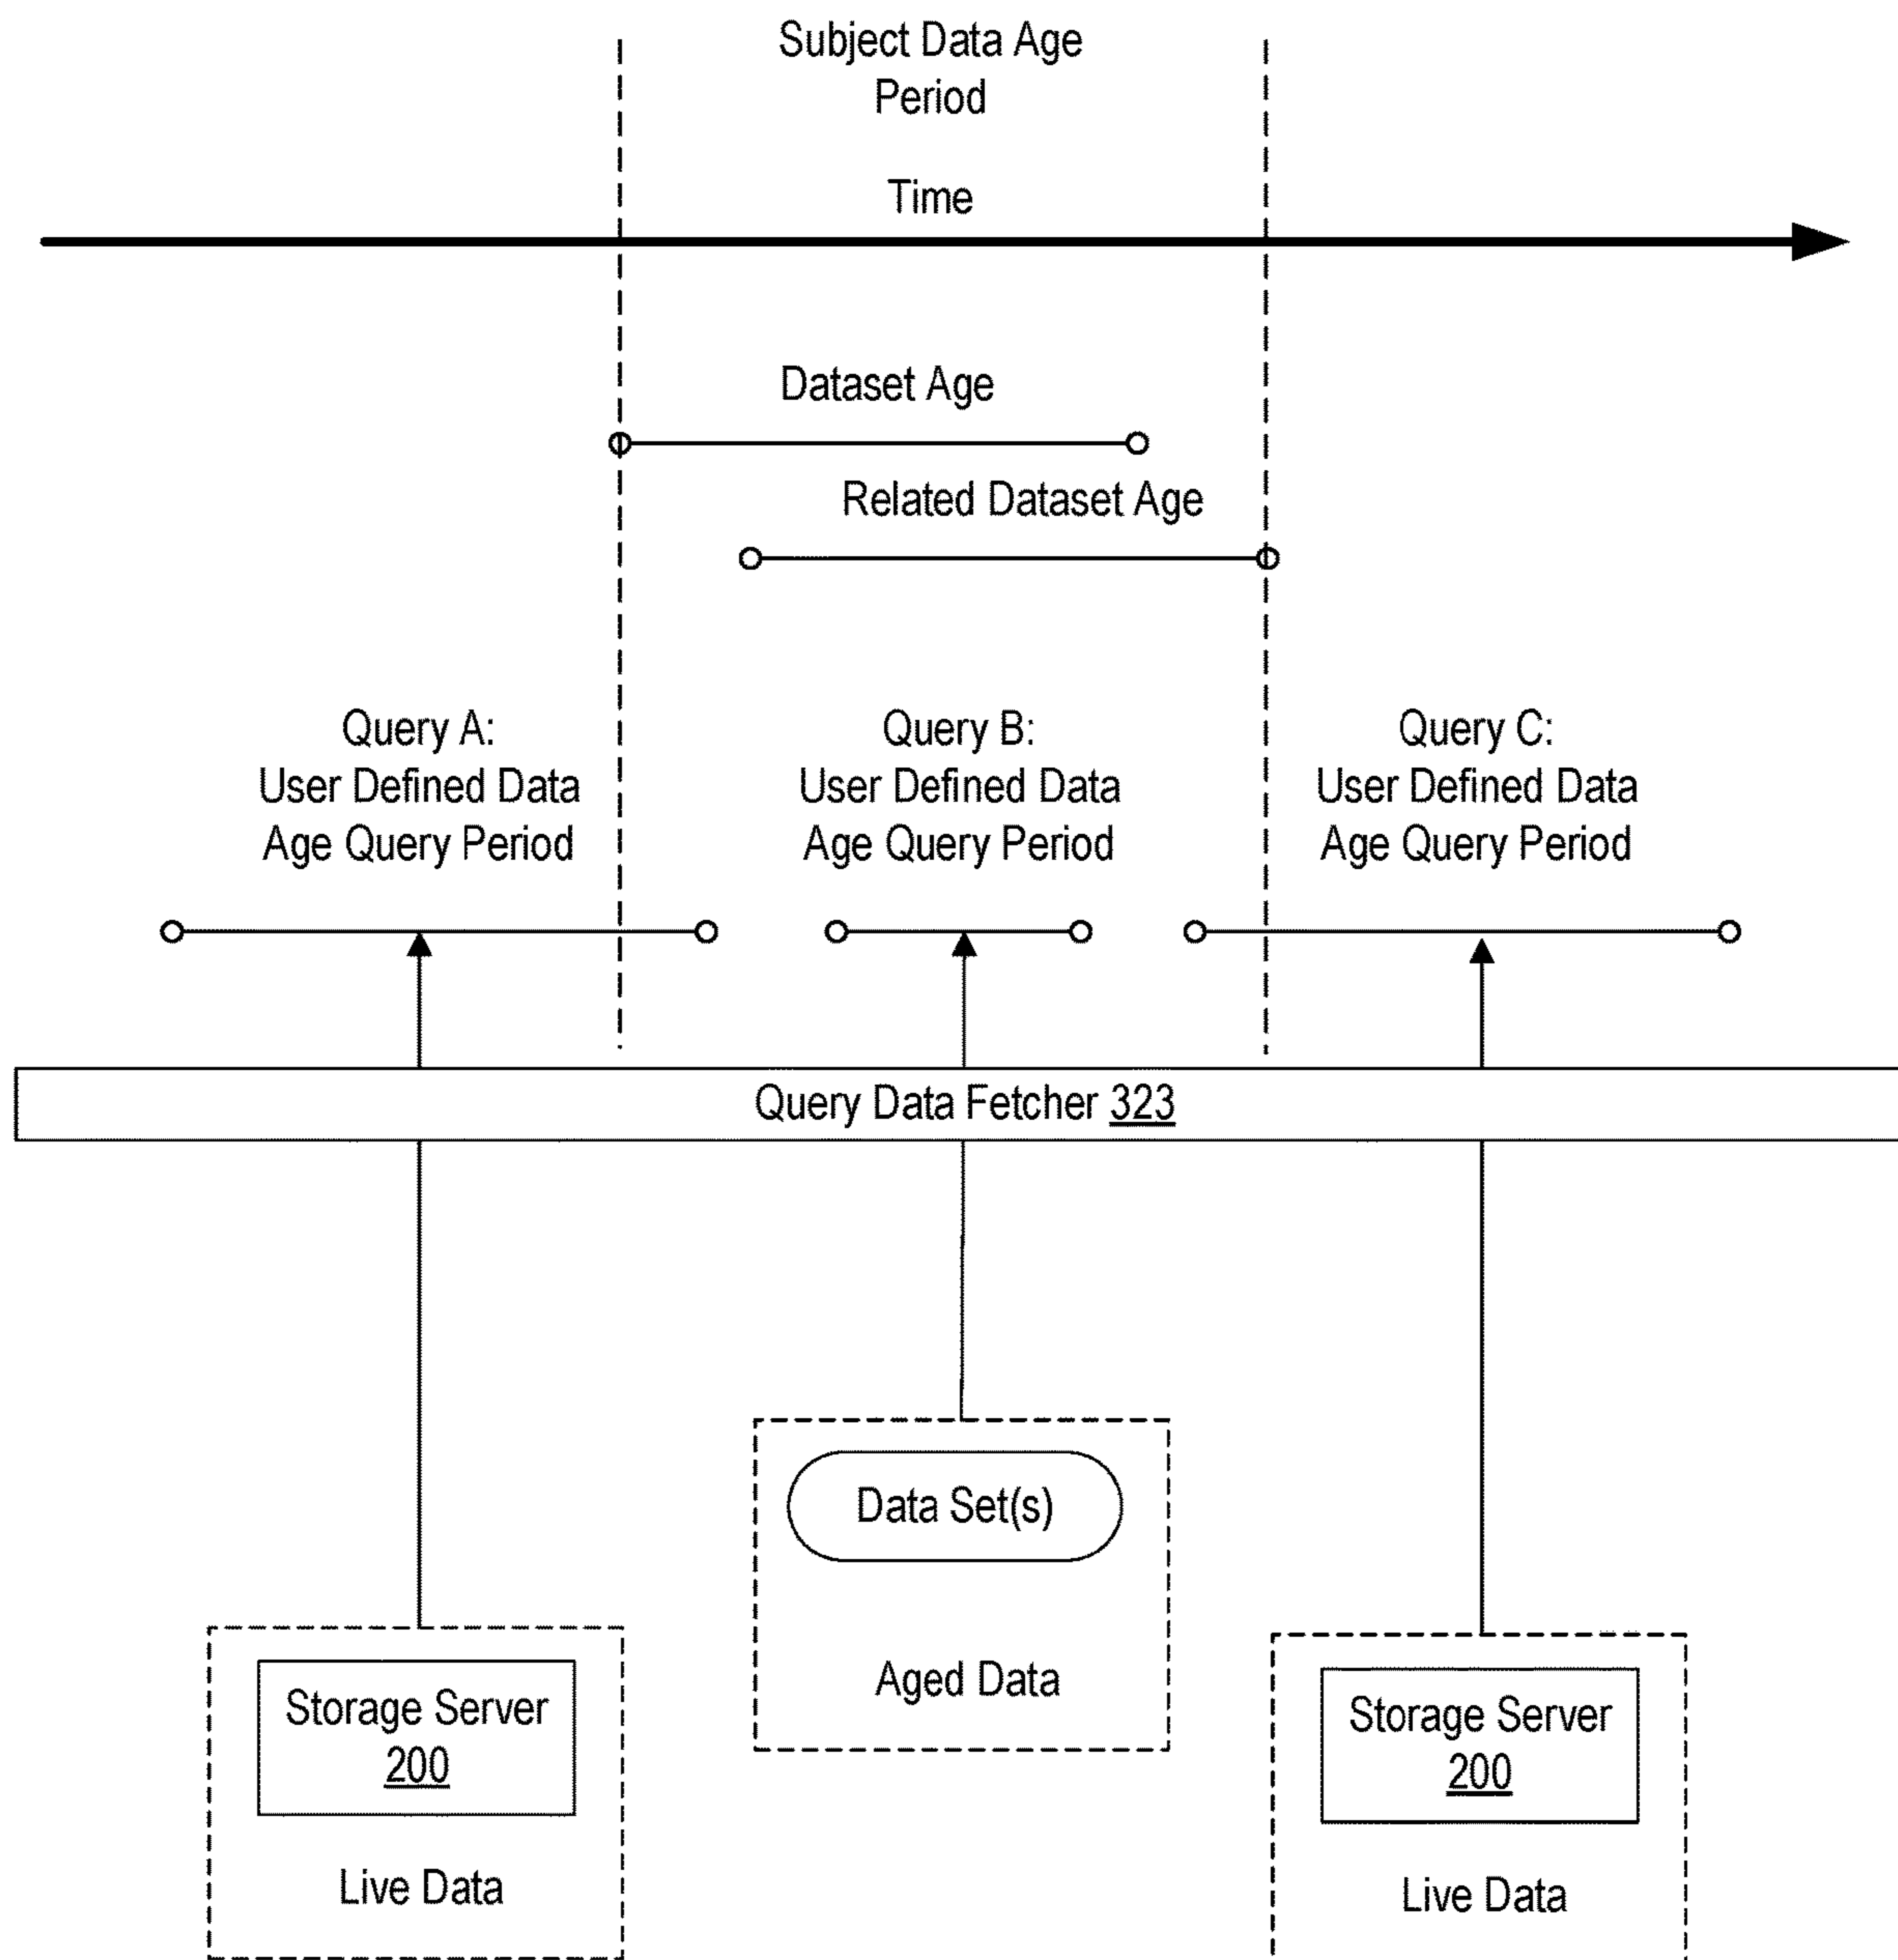 Subject Data Age
Period
Time
Dataset Age
Related Dataset Age
Query A:
User Defined Data
Age Query Period
Query B:
User Defined Data
Age Query Period
Query C:
User Defined Data
Age Query Period
Query Data Fetcher 323
Data Set(s)
Aged Data
Storage Server
200
Live Data
Storage Server
200
Live Data